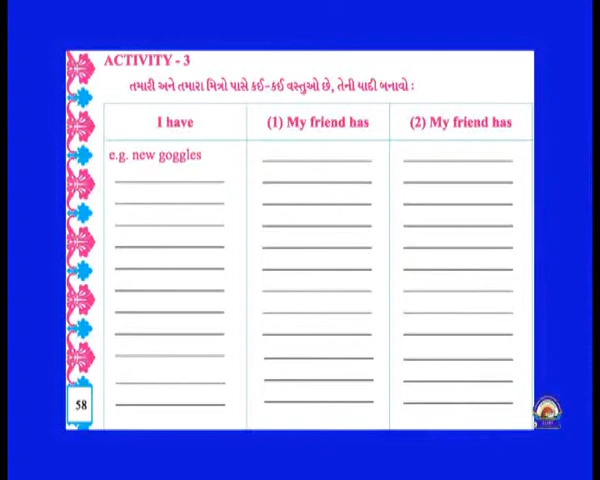 ACTIVITY - 3
તમારી અને તમારા મિત્રો પાસે કઈ-કઈ વસ્તુઓ છે, તેની યાદી બનાવો :
I have (1) My friend has (2) My friend has
e.g. new goggles
58